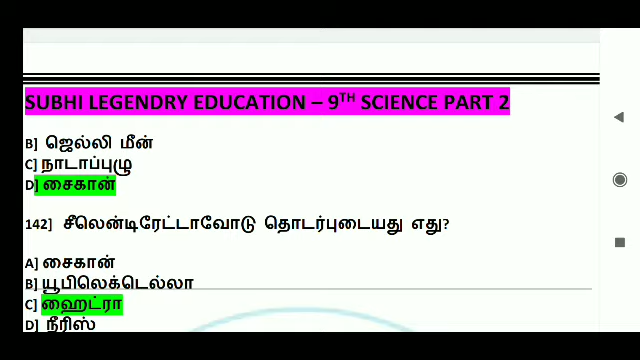 SUBHI LEGENDRY EDUCATION – 9TH SCIENCE PART 2
B] ஜெல்லி மீன்
C] நாடாப்புழு
D] சைகான்
142] சீலென்டிரேட்டாவோடு தொடர்புடையது எது?
A] சைகான்
B] யூபிலெக்டெல்லா
C] ஹைட்ரா
D] நீரிஸ்